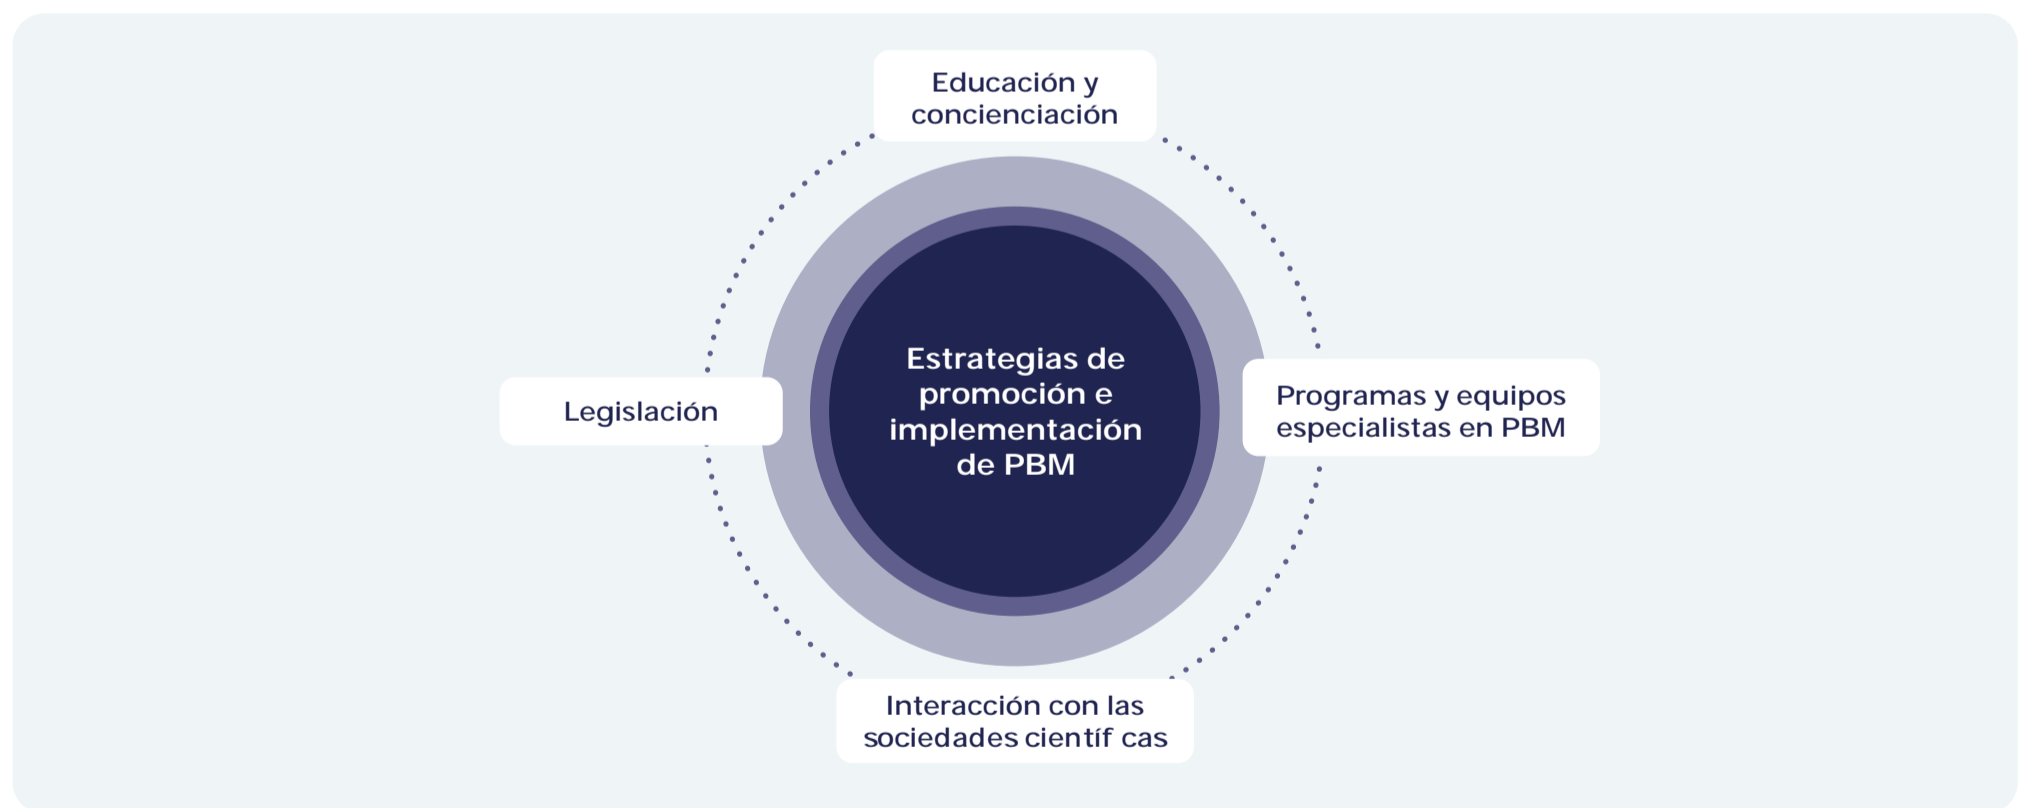 Educación y
concienciación
Estrategias de
promoción e
implementación
de PBM
Legislación
Programas y equipos
especialistas en PBM
Interacción con las
sociedades científ cas